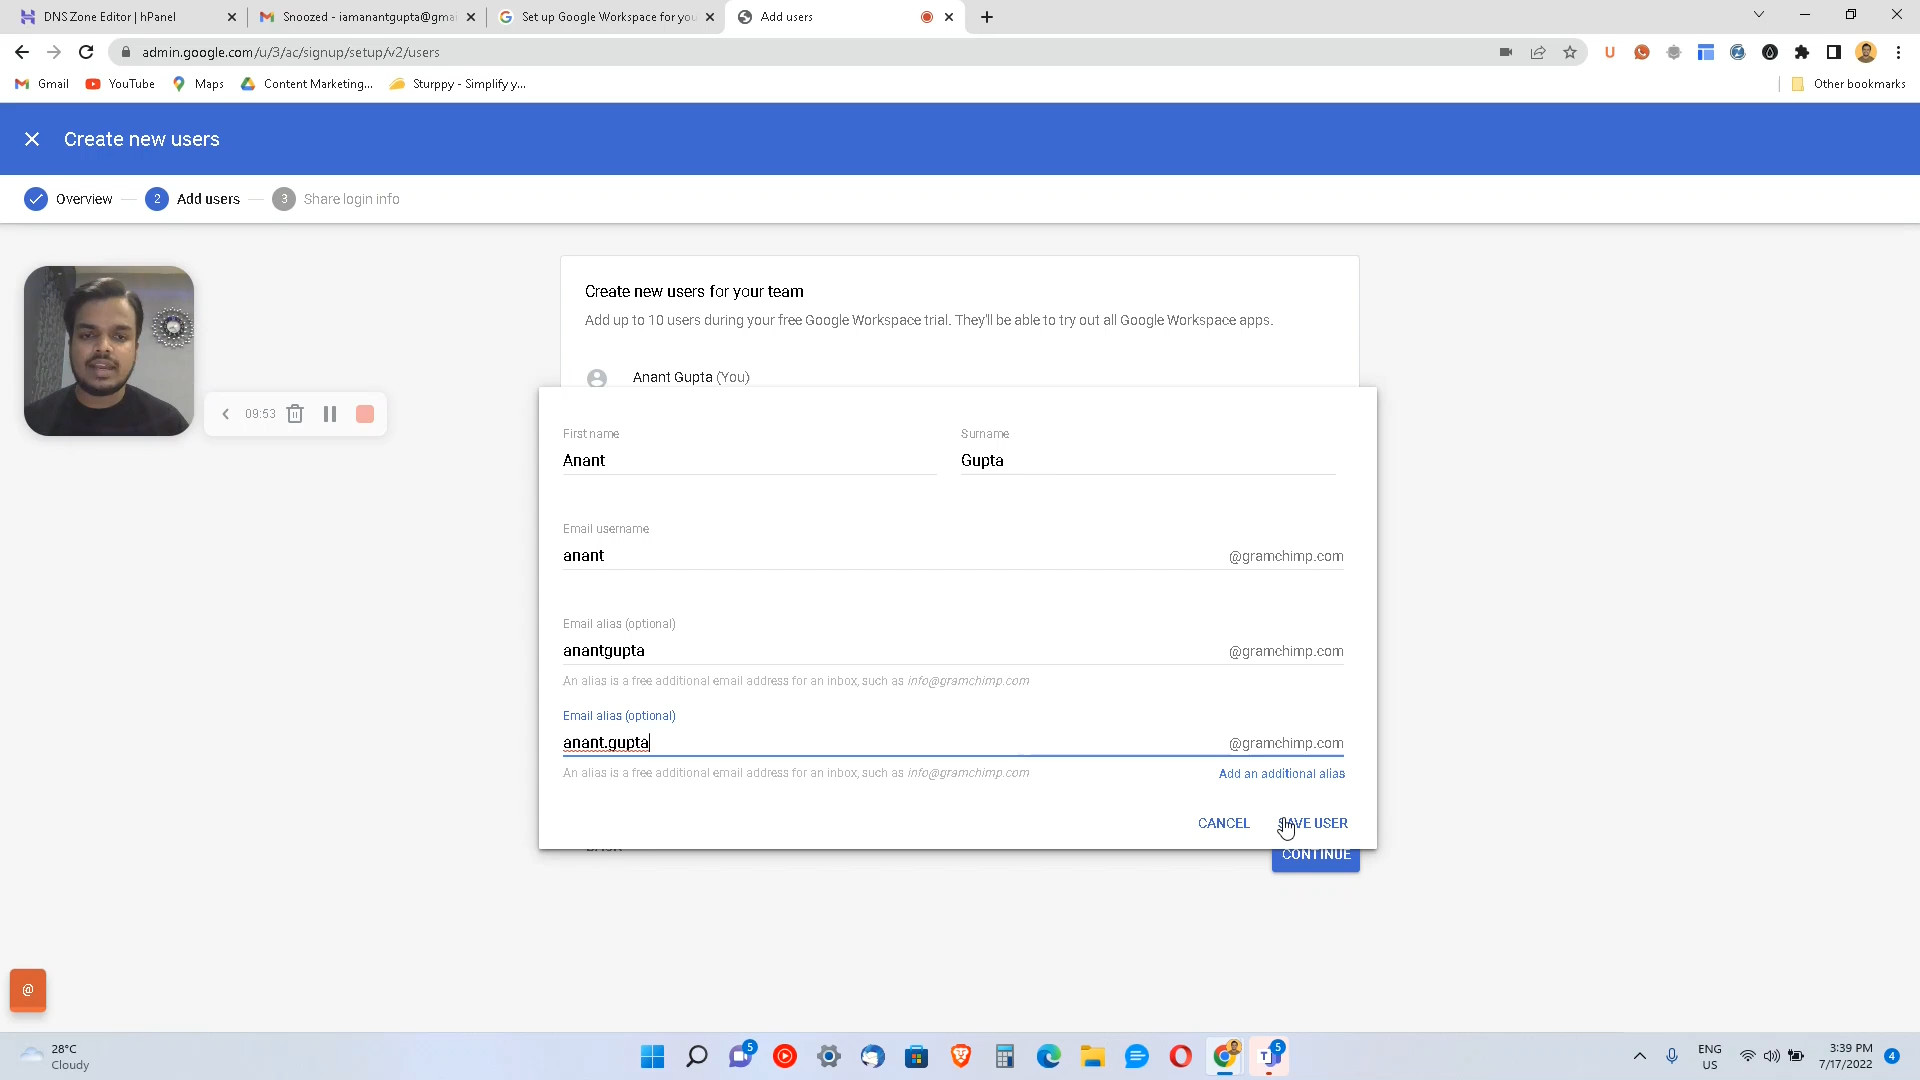 DNS Zone Editor | hPanel
Snoozed - iamanantgupta@gmai
Set up Google Workspace for you
Add users
admin.google.com/u/3/ac/signup/setup/v2/users
Gmail
YouTube
Maps
Content Marketing...
Sturppy - Simplify y...
Other bookmarks
Create new users
Overview
2
Add users
3
Share login info
Create new users for your team
Add up to 10 users during your free Google Workspace trial. They'll be able to try out all Google Workspace apps.
Anant Gupta (You)
09:53
First name
Surname
Anant
Gupta
Email username
anant
@gramchimp.com
Email alias (optional)
anantgupta
@gramchimp.com
An alias is a free additional email address for an inbox, such as info@gramchimp.com
Email alias (optional)
anant.gupta
@gramchimp.com
An alias is a free additional email address for an inbox, such as info@gramchimp.com
Add an additional alias
CANCEL
SAVE USER
BACK
CONTINUE
@
28°C
Cloudy
5
5
ENG
US
3:39 PM
7/17/2022
4